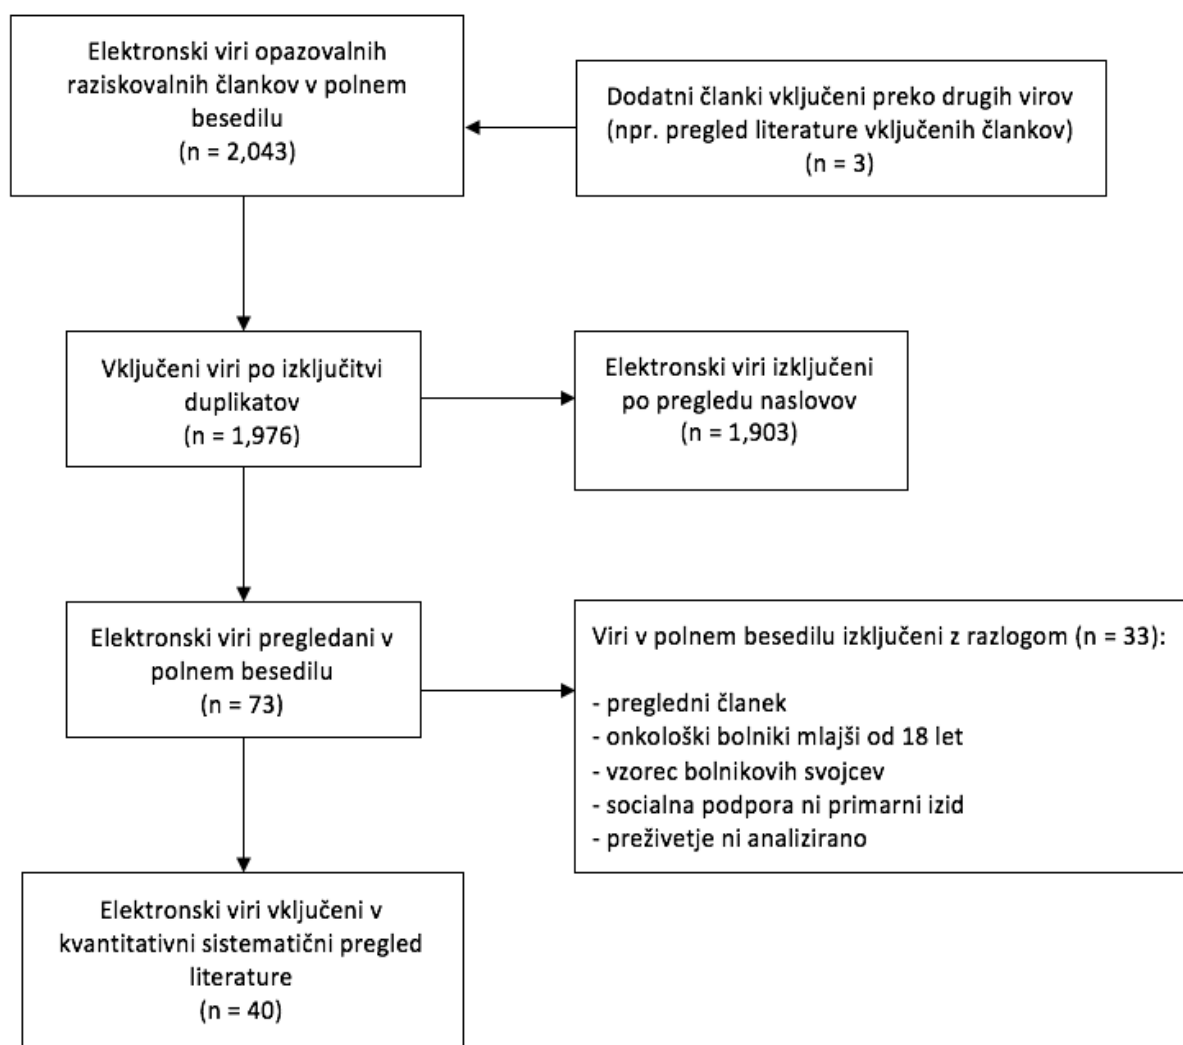 Elektronski viri opazovalnih
raziskovalnih člankov v polnem
besedilu
(n = 2,043)
Dodatni članki vključeni preko drugih virov
(npr. pregled literature vključenih člankov)
(n = 3)
Vključeni viri po izključitvi
duplikatov
(n = 1,976)
Elektronski viri izključeni
po pregledu naslovov
(n = 1,903)
Elektronski viri pregledani v
polnem besedilu
(n = 73)
Viri v polnem besedilu izključeni z razlogom (n = 33):
- pregledni članek
- onkološki bolniki mlajši od 18 let
- vzorec bolnikovih svojcev
- socialna podpora ni primarni izid
- preživetje ni analizirano
Elektronski viri vključeni v
kvantitativni sistematični pregled
literature
(n = 40)